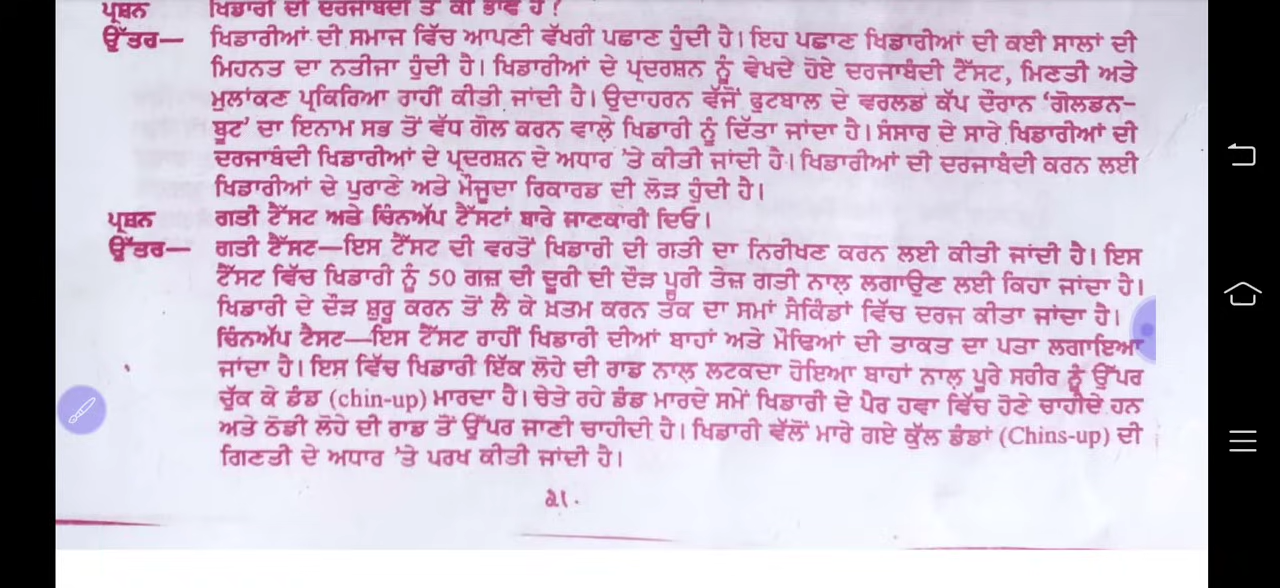 ਪ੍ਰਸ਼ਨ ਖਿਡਾਰੀ ਦੀ ਦਰਜਾਬੰਦੀ ਤੋਂ ਕੀ ਭਾਵ ਹੈ?
ਉੱਤਰ— ਖਿਡਾਰੀਆਂ ਦੀ ਸਮਾਜ ਵਿੱਚ ਆਪਣੀ ਵੱਖਰੀ ਪਛਾਣ ਹੁੰਦੀ ਹੈ। ਇਹ ਪਛਾਣ ਖਿਡਾਰੀਆਂ ਦੀ ਕਈ ਸਾਲਾਂ ਦੀ
ਮਿਹਨਤ ਦਾ ਨਤੀਜਾ ਹੁੰਦੀ ਹੈ। ਖਿਡਾਰੀਆਂ ਦੇ ਪ੍ਰਦਰਸ਼ਨ ਨੂੰ ਵੇਖਦੇ ਹੋਏ ਦਰਜਾਬੰਦੀ ਟੈੱਸਟ, ਮਿਣਤੀ ਅਤੇ
ਮੁਲਾਂਕਣ ਪ੍ਰਕਿਰਿਆ ਰਾਹੀਂ ਕੀਤੀ ਜਾਂਦੀ ਹੈ। ਉਦਾਹਰਨ ਵੱਜੋਂ ਫੁਟਬਾਲ ਦੇ ਵਰਲਡ ਕੱਪ ਦੌਰਾਨ ‘ਗੋਲਡਨ–
ਬੂਟ’ ਦਾ ਇਨਾਮ ਸਭ ਤੋਂ ਵੱਧ ਗੋਲ ਕਰਨ ਵਾਲੇ ਖਿਡਾਰੀ ਨੂੰ ਦਿੱਤਾ ਜਾਂਦਾ ਹੈ। ਸੰਸਾਰ ਦੇ ਸਾਰੇ ਖਿਡਾਰੀਆਂ ਦੀ
ਦਰਜਾਬੰਦੀ ਖਿਡਾਰੀਆਂ ਦੇ ਪ੍ਰਦਰਸ਼ਨ ਦੇ ਅਧਾਰ ’ਤੇ ਕੀਤੀ ਜਾਂਦੀ ਹੈ। ਖਿਡਾਰੀਆਂ ਦੀ ਦਰਜਾਬੰਦੀ ਕਰਨ ਲਈ
ਖਿਡਾਰੀਆਂ ਦੇ ਪੁਰਾਣੇ ਅਤੇ ਮੌਜੂਦਾ ਰਿਕਾਰਡ ਦੀ ਲੋੜ ਹੁੰਦੀ ਹੈ।
ਪ੍ਰਸ਼ਨ ਗਤੀ ਟੈੱਸਟ ਅਤੇ ਚਿੰਨਅੱਪ ਟੈੱਸਟਾਂ ਬਾਰੇ ਜਾਣਕਾਰੀ ਦਿਓ।
ਉੱਤਰ— ਗਤੀ ਟੈੱਸਟ—ਇਸ ਟੈੱਸਟ ਦੀ ਵਰਤੋਂ ਖਿਡਾਰੀ ਦੀ ਗਤੀ ਦਾ ਨਿਰੀਖਣ ਕਰਨ ਲਈ ਕੀਤੀ ਜਾਂਦੀ ਹੈ। ਇਸ
ਟੈੱਸਟ ਵਿੱਚ ਖਿਡਾਰੀ ਨੂੰ 50 ਗਜ਼ ਦੀ ਦੂਰੀ ਦੀ ਦੌੜ ਪੂਰੀ ਤੇਜ਼ ਗਤੀ ਨਾਲ਼ ਲਗਾਉਣ ਲਈ ਕਿਹਾ ਜਾਂਦਾ ਹੈ।
ਖਿਡਾਰੀ ਦੇ ਦੌੜ ਸ਼ੁਰੂ ਕਰਨ ਤੋਂ ਲੈ ਕੇ ਖ਼ਤਮ ਕਰਨ ਤੱਕ ਦਾ ਸਮਾਂ ਸੈਕਿੰਡਾਂ ਵਿੱਚ ਦਰਜ ਕੀਤਾ ਜਾਂਦਾ ਹੈ।
ਚਿੰਨਅੱਪ ਟੈਸਟ—ਇਸ ਟੈੱਸਟ ਰਾਹੀਂ ਖਿਡਾਰੀ ਦੀਆਂ ਬਾਹਾਂ ਅਤੇ ਮੋਢਿਆਂ ਦੀ ਤਾਕਤ ਦਾ ਪਤਾ ਲਗਾਇਆ
ਜਾਂਦਾ ਹੈ। ਇਸ ਵਿੱਚ ਖਿਡਾਰੀ ਇੱਕ ਲੋਹੇ ਦੀ ਰਾਡ ਨਾਲ਼ ਲਟਕਦਾ ਹੋਇਆ ਬਾਹਾਂ ਨਾਲ਼ ਪੂਰੇ ਸਰੀਰ ਨੂੰ ਉੱਪਰ
ਚੁੱਕ ਕੇ ਡੰਡ (chin-up) ਮਾਰਦਾ ਹੈ। ਚੇਤੇ ਰਹੇ ਡੰਡ ਮਾਰਦੇ ਸਮੇਂ ਖਿਡਾਰੀ ਦੇ ਪੈਰ ਹਵਾ ਵਿੱਚ ਹੋਣੇ ਚਾਹੀਦੇ ਹਨ
ਅਤੇ ਠੋਡੀ ਲੋਹੇ ਦੀ ਰਾਡ ਤੋਂ ਉੱਪਰ ਜਾਣੀ ਚਾਹੀਦੀ ਹੈ। ਖਿਡਾਰੀ ਵੱਲੋਂ ਮਾਰੇ ਗਏ ਕੁੱਲ ਡੰਡਾਂ (Chins-up) ਦੀ
ਗਿਣਤੀ ਦੇ ਅਧਾਰ ’ਤੇ ਪਰਖ ਕੀਤੀ ਜਾਂਦੀ ਹੈ।